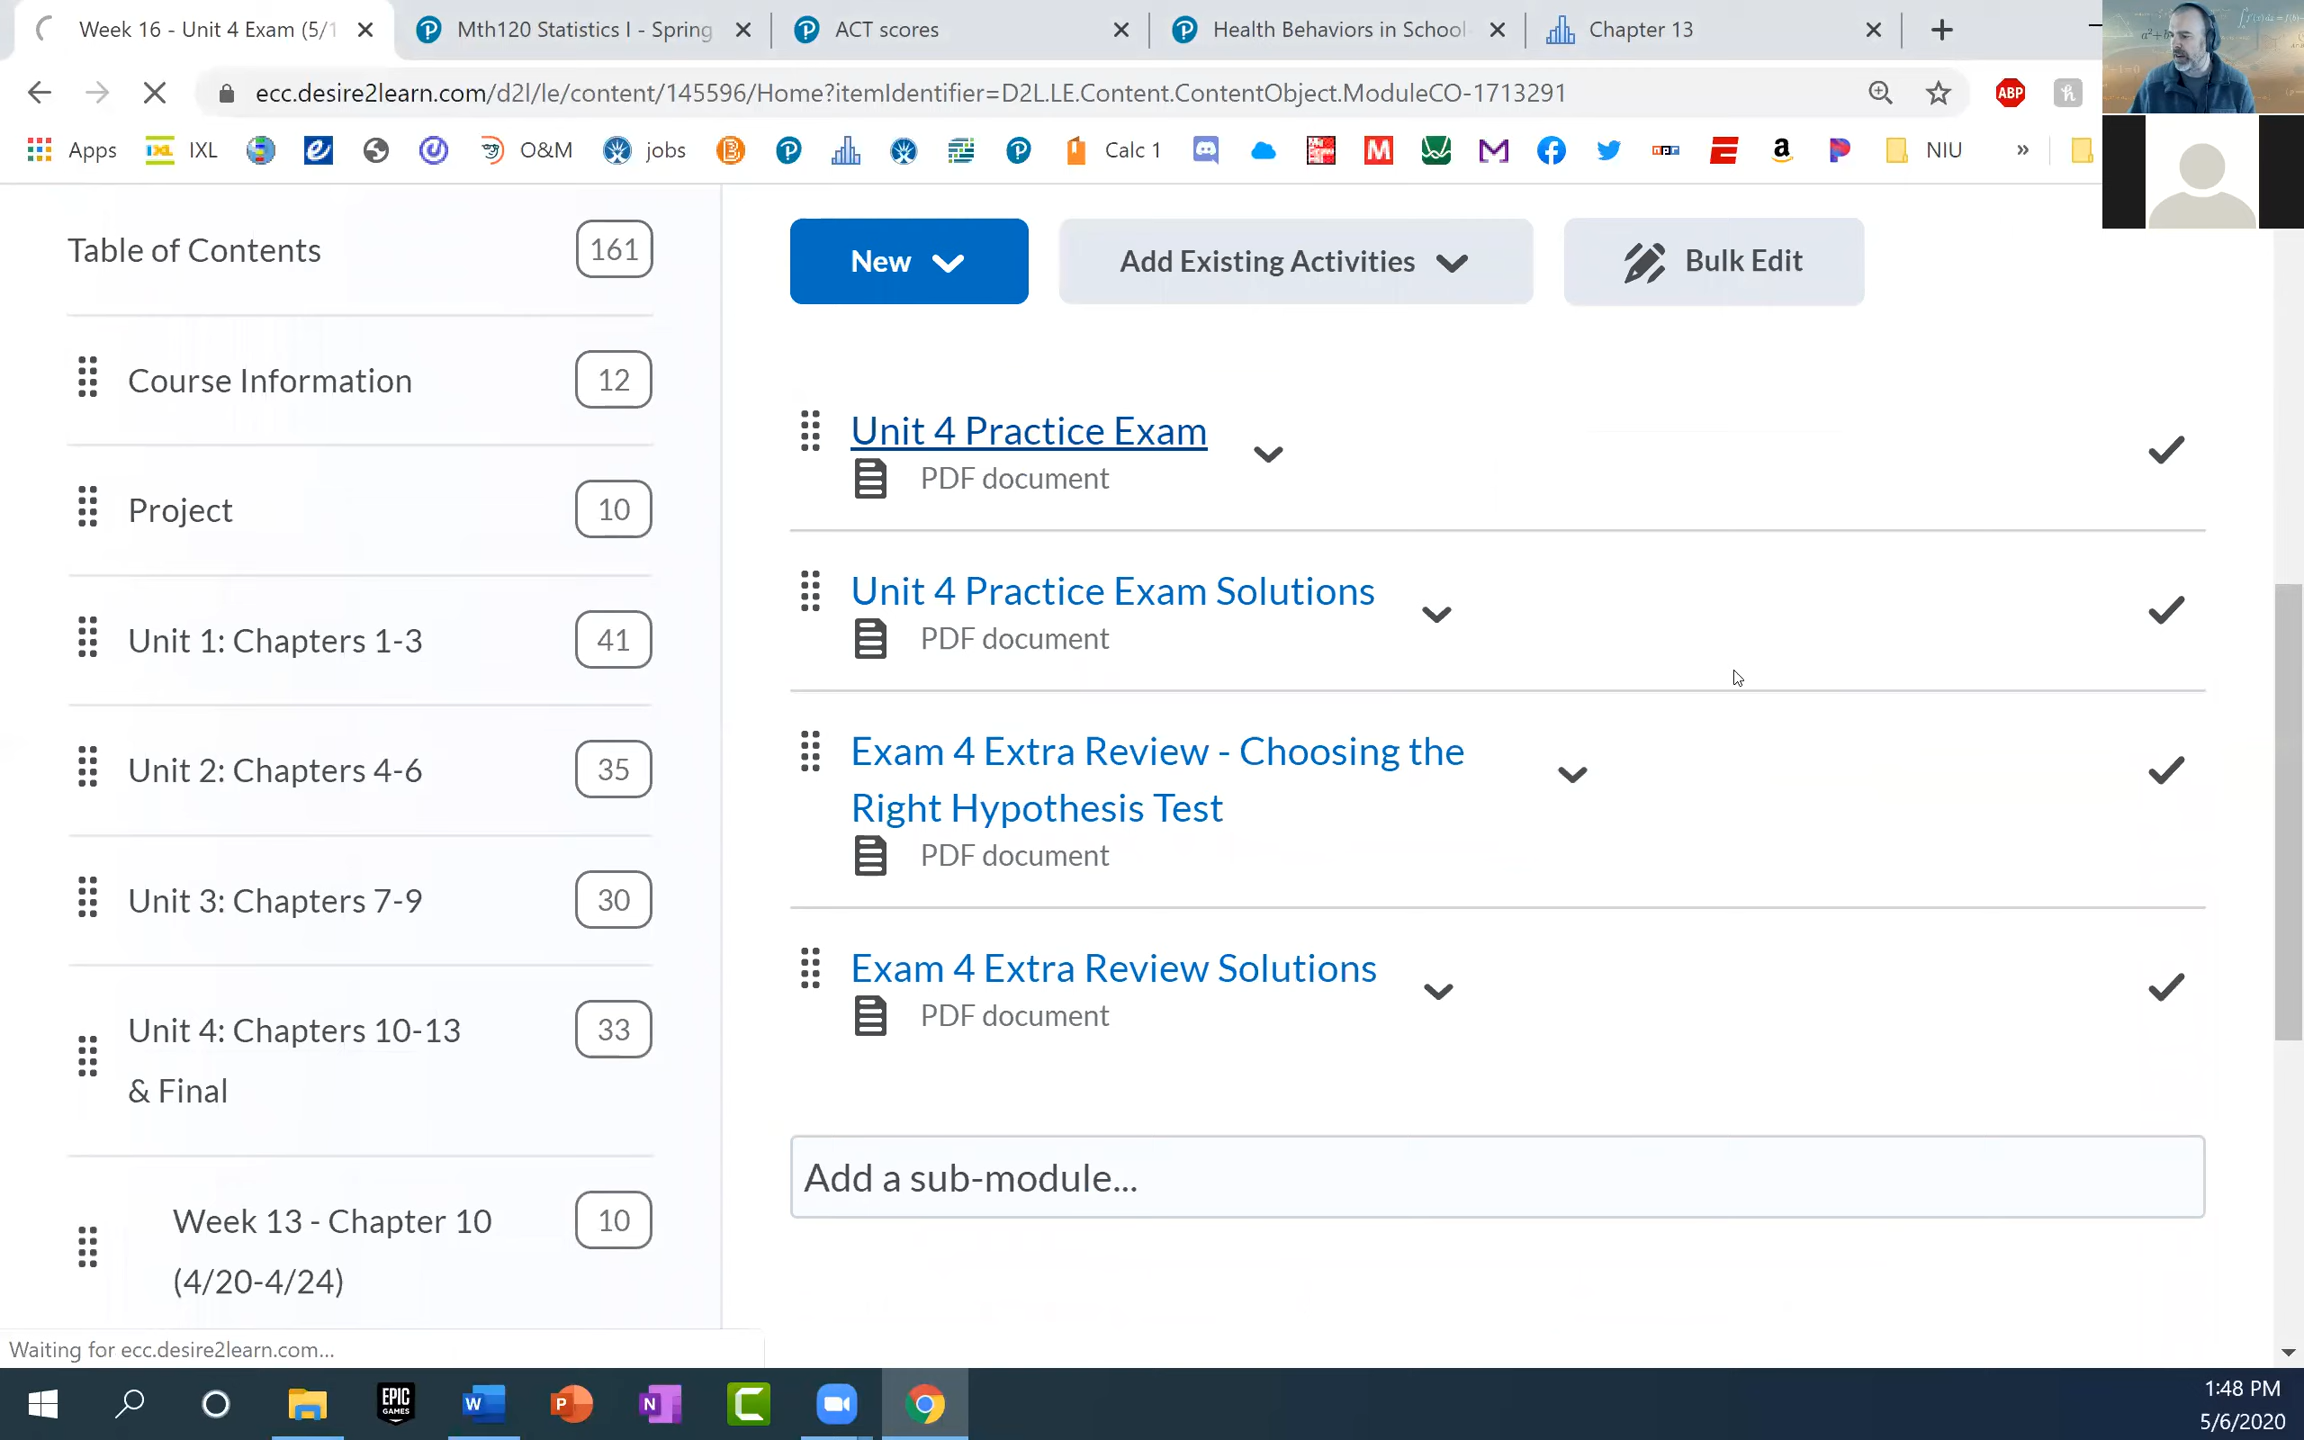 Week 16 - Unit 4 Exam (5/1
Mth120 Statistics I - Spring
ACT scores
Health Behaviors in School
Chapter 13
ecc.desire2learn.com/d2l/le/content/145596/Home?itemIdentifier=D2L.LE.Content.ContentObject.ModuleCO-1713291
ABP
Apps
IXL
IXL
O&M
jobs
Calc 1
npr
NIU
»
Table of Contents
161
Course Information
12
Project
10
Unit 1: Chapters 1-3
41
Unit 2: Chapters 4-6
35
Unit 3: Chapters 7-9
30
Unit 4: Chapters 10-13
& Final
33
Week 13 - Chapter 10
(4/20-4/24)
10
New
Add Existing Activities
Bulk Edit
Unit 4 Practice Exam
PDF document
Unit 4 Practice Exam Solutions
PDF document
Exam 4 Extra Review - Choosing the
Right Hypothesis Test
PDF document
Exam 4 Extra Review Solutions
PDF document
Add a sub-module...
Waiting for ecc.desire2learn.com...
EPIC
GAMES
1:48 PM
5/6/2020